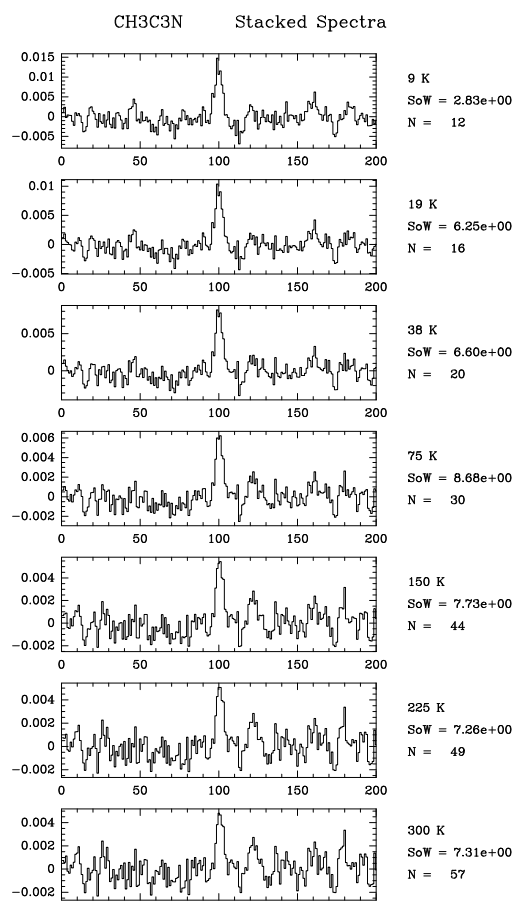 CH3C3N Stacked Spectra
0.015
0.01
0.005
0
−0.005
0 50 100 150 200
9 K
SoW = 2.83e+00
N = 12
0.01
0.005
0
−0.005
0 50 100 150 200
19 K
SoW = 6.25e+00
N = 16
0.005
0
0 50 100 150 200
38 K
SoW = 6.60e+00
N = 20
0.006
0.004
0.002
0
−0.002
0 50 100 150 200
75 K
SoW = 8.68e+00
N = 30
0.004
0.002
0
−0.002
0 50 100 150 200
150 K
SoW = 7.73e+00
N = 44
0.004
0.002
0
−0.002
0 50 100 150 200
225 K
SoW = 7.26e+00
N = 49
0.004
0.002
0
−0.002
300 K
SoW = 7.31e+00
N = 57